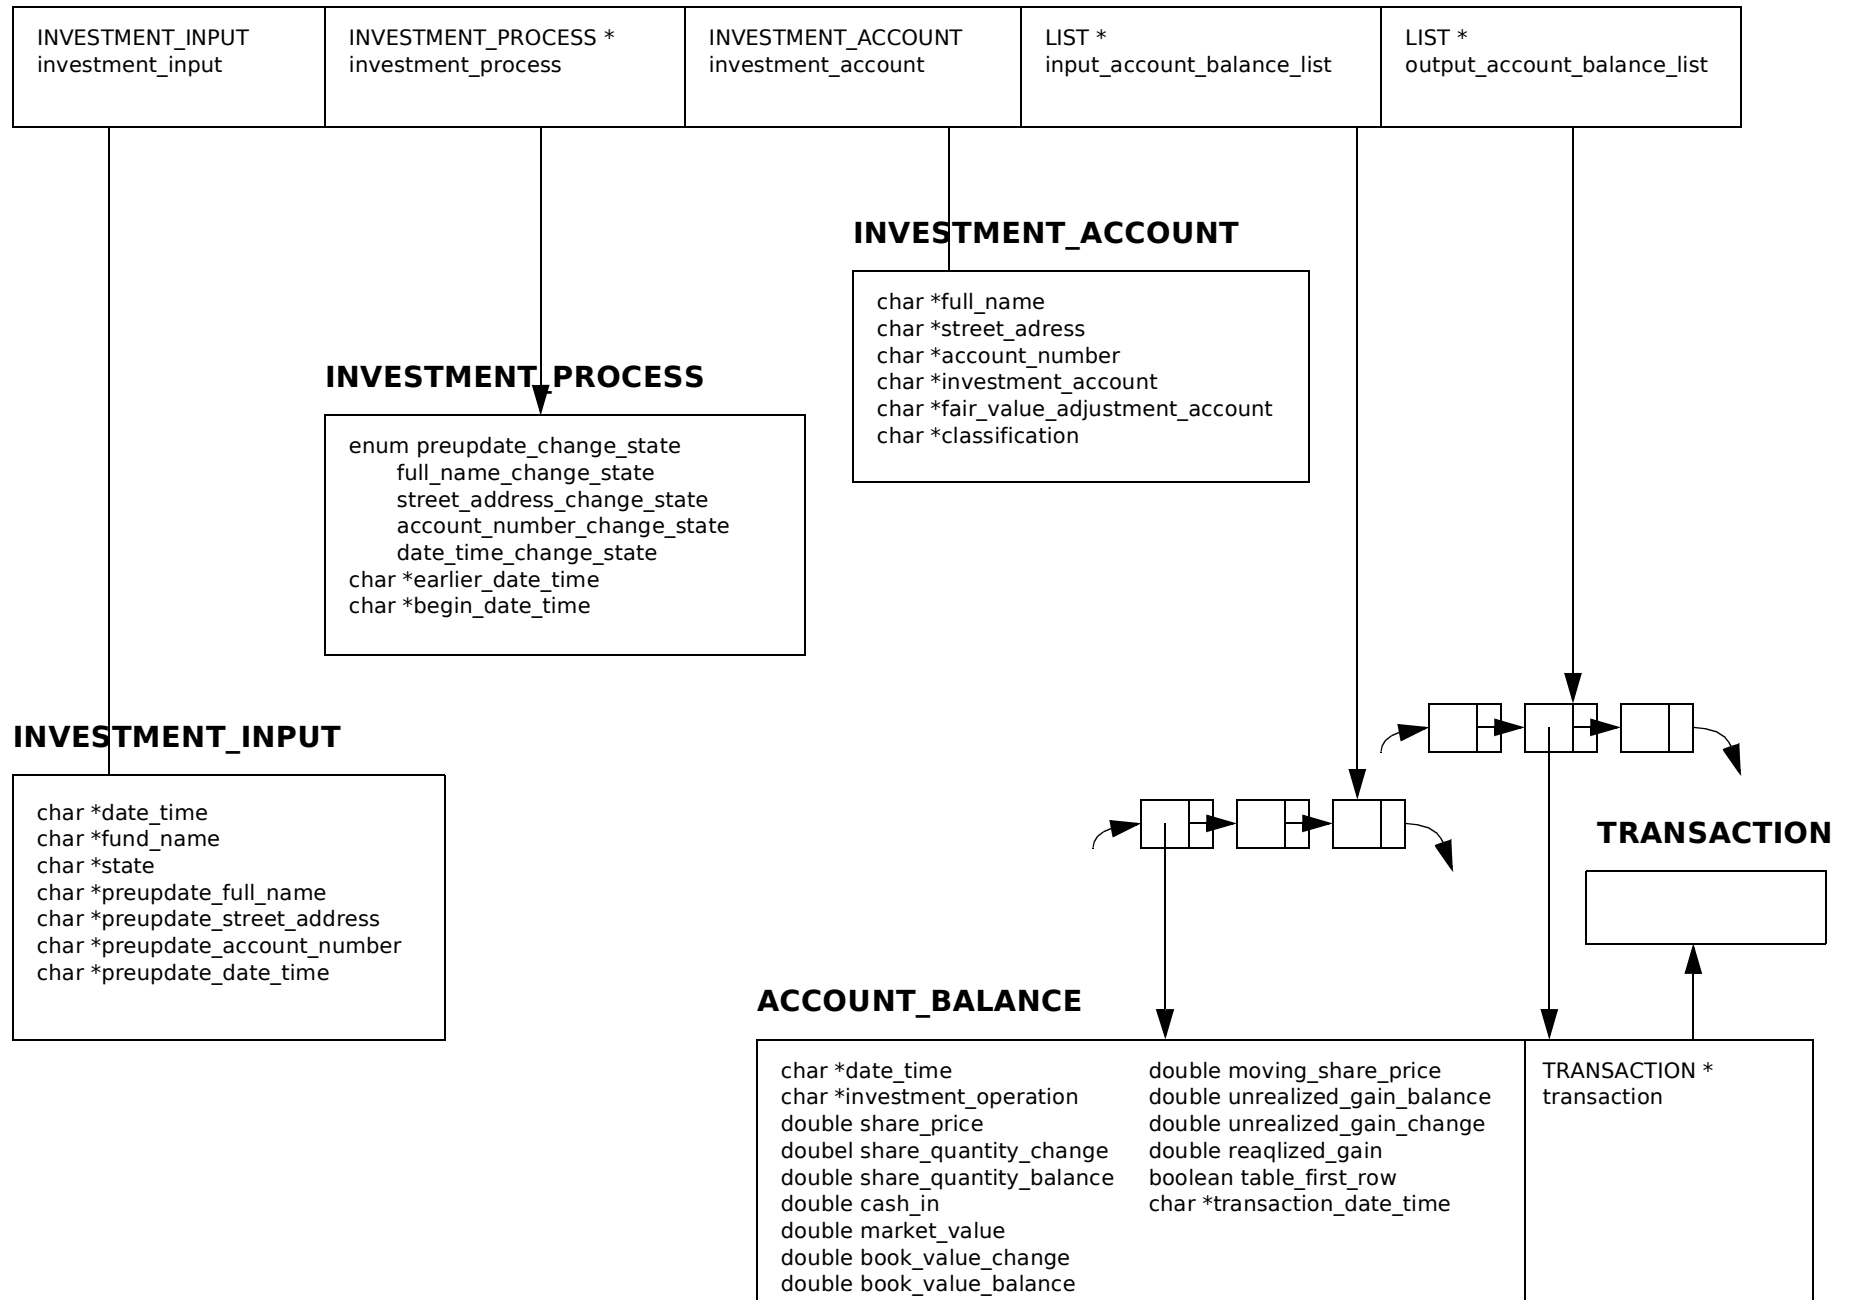 INVESTMENT_INPUT
investment_input
INVESTMENT_PROCESS *
investment_process
INVESTMENT_ACCOUNT
investment_account
LIST *
input_account_balance_list
LIST *
output_account_balance_list
INVESTMENT_ACCOUNT
char *full_name
char *street_adress
char *account_number
char *investment_account
char *fair_value_adjustment_account
char *classification
INVESTMENT_PROCESS
enum preupdate_change_state
full_name_change_state
street_address_change_state
account_number_change_state
date_time_change_state
char *earlier_date_time
char *begin_date_time
INVESTMENT_INPUT
char *date_time
char *fund_name
char *state
char *preupdate_full_name
char *preupdate_street_address
char *preupdate_account_number
char *preupdate_date_time
TRANSACTION
ACCOUNT_BALANCE
char *date_time
char *investment_operation
double share_price
doubel share_quantity_change
double share_quantity_balance
double cash_in
double market_value
double book_value_change
double book_value_balance
double moving_share_price
double unrealized_gain_balance
double unrealized_gain_change
double reaqlized_gain
boolean table_first_row
char *transaction_date_time
TRANSACTION *
transaction